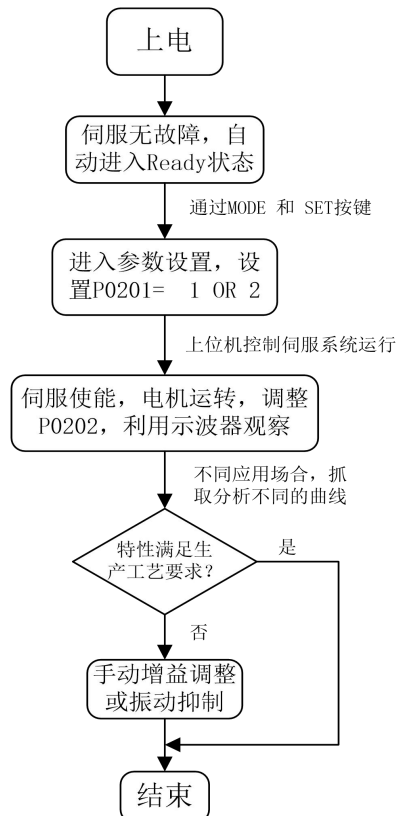 上电
伺服无故障，自
动进入Ready状态
通过MODE 和 SET按键
进入参数设置，设
置P0201= 1 OR 2
上位机控制伺服系统运行
伺服使能，电机运转，调整
P0202，利用示波器观察
不同应用场合，抓
取分析不同的曲线
特性满足生
产工艺要求？
是
否
手动增益调整
或振动抑制
结束